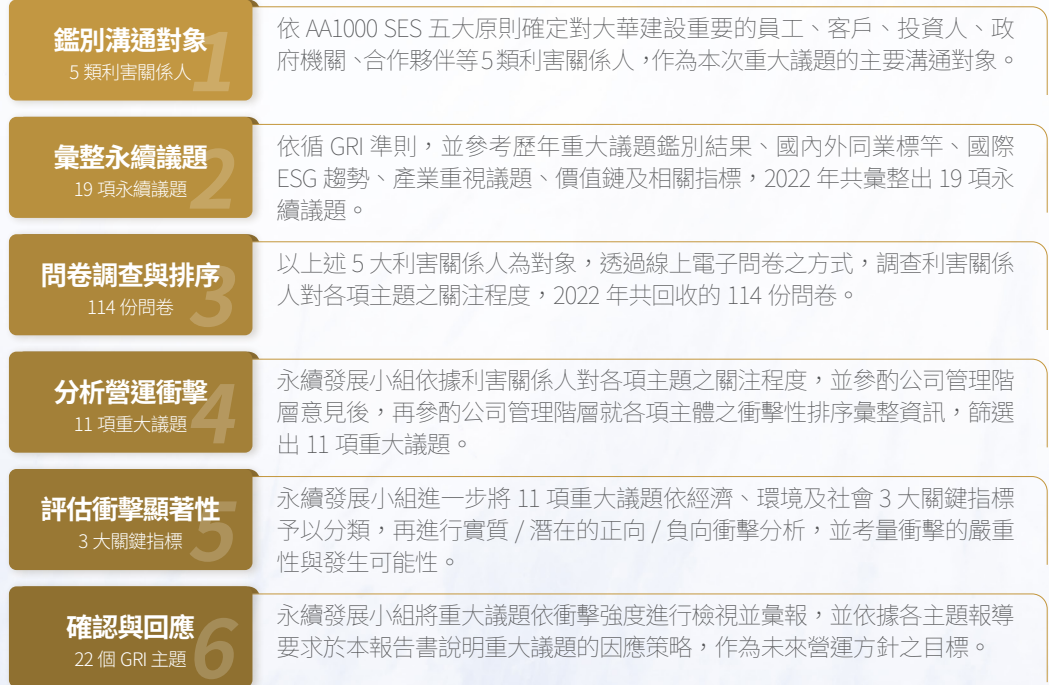 鑑別溝通對象
5 類利害關係人
1
依 AA1000 SES 五大原則確定對大華建設重要的員工、客戶、投資人、政
府機關、合作夥伴等 5 類利害關係人，作為本次重大議題的主要溝通對象。
彙整永續議題
19 項永續議題
2
依循 GRI 準則，並參考歷年重大議題鑑別結果、國內外同業標竿、國際
ESG 趨勢、產業重視議題、價值鏈及相關指標，2022 年共彙整出 19 項永
續議題。
問卷調查與排序
114 份問卷
3
以上述 5 大利害關係人為對象，透過線上電子問卷之方式，調查利害關係
人對各項主題之關注程度，2022 年共回收的 114 份問卷。
分析營運衝擊
11 項重大議題
4
永續發展小組依據利害關係人對各項主題之關注程度，並參酌公司管理階
層意見後，再參酌公司管理階層就各項主體之衝擊性排序彙整資訊，篩選
出 11 項重大議題。
評估衝擊顯著性
3 大關鍵指標
5
永續發展小組進一步將 11 項重大議題依經濟、環境及社會 3 大關鍵指標
予以分類，再進行實質 / 潛在的正向 / 負向衝擊分析，並考量衝擊的嚴重
性與發生可能性。
確認與回應
22 個 GRI 主題
6
永續發展小組將重大議題依衝擊強度進行檢視並彙報，並依據各主題報導
要求於本報告書說明重大議題的因應策略，作為未來營運方針之目標。